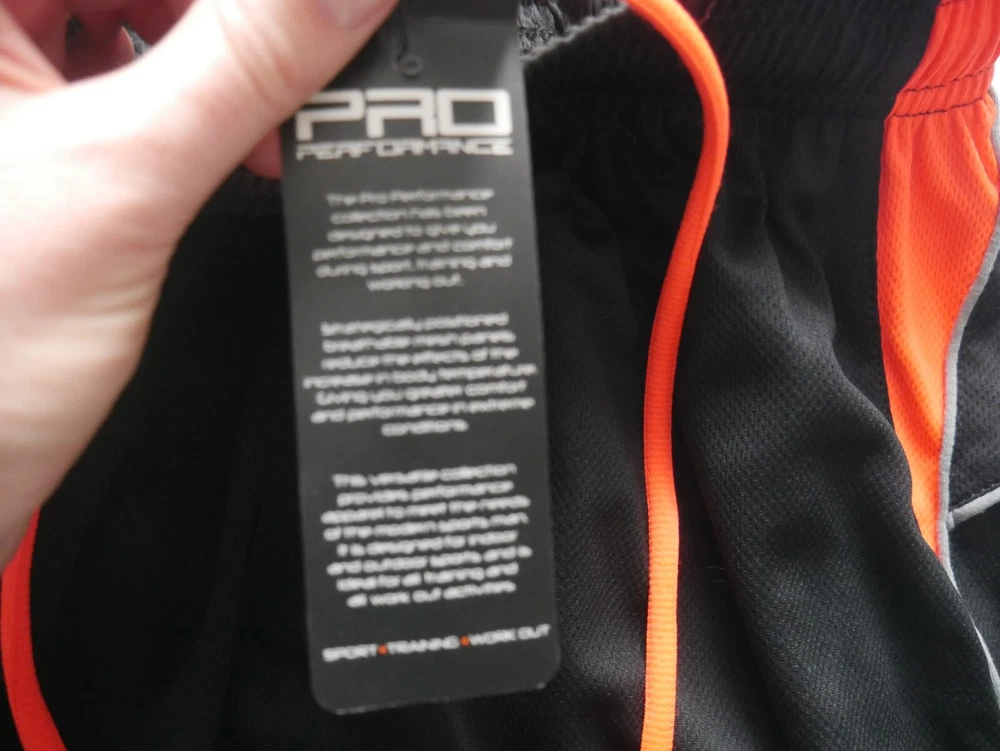 PRO
PERFORMANCE
The Pro Performance
collection has been
designed to give you
performance and comfort
during sport, training and
working out.
Strategically positioned
breathable mesh panels
reduce the effects of the
increase in body temperature.
Giving you greater comfort
and performance in extreme
conditions.
This versatile collection
provides performance
apparel to meet the needs
of the modern sports man.
It is designed for indoor
and outdoor sports and is
ideal for all training and
all work out activities.
SPORT•TRAINING•WORK OUT